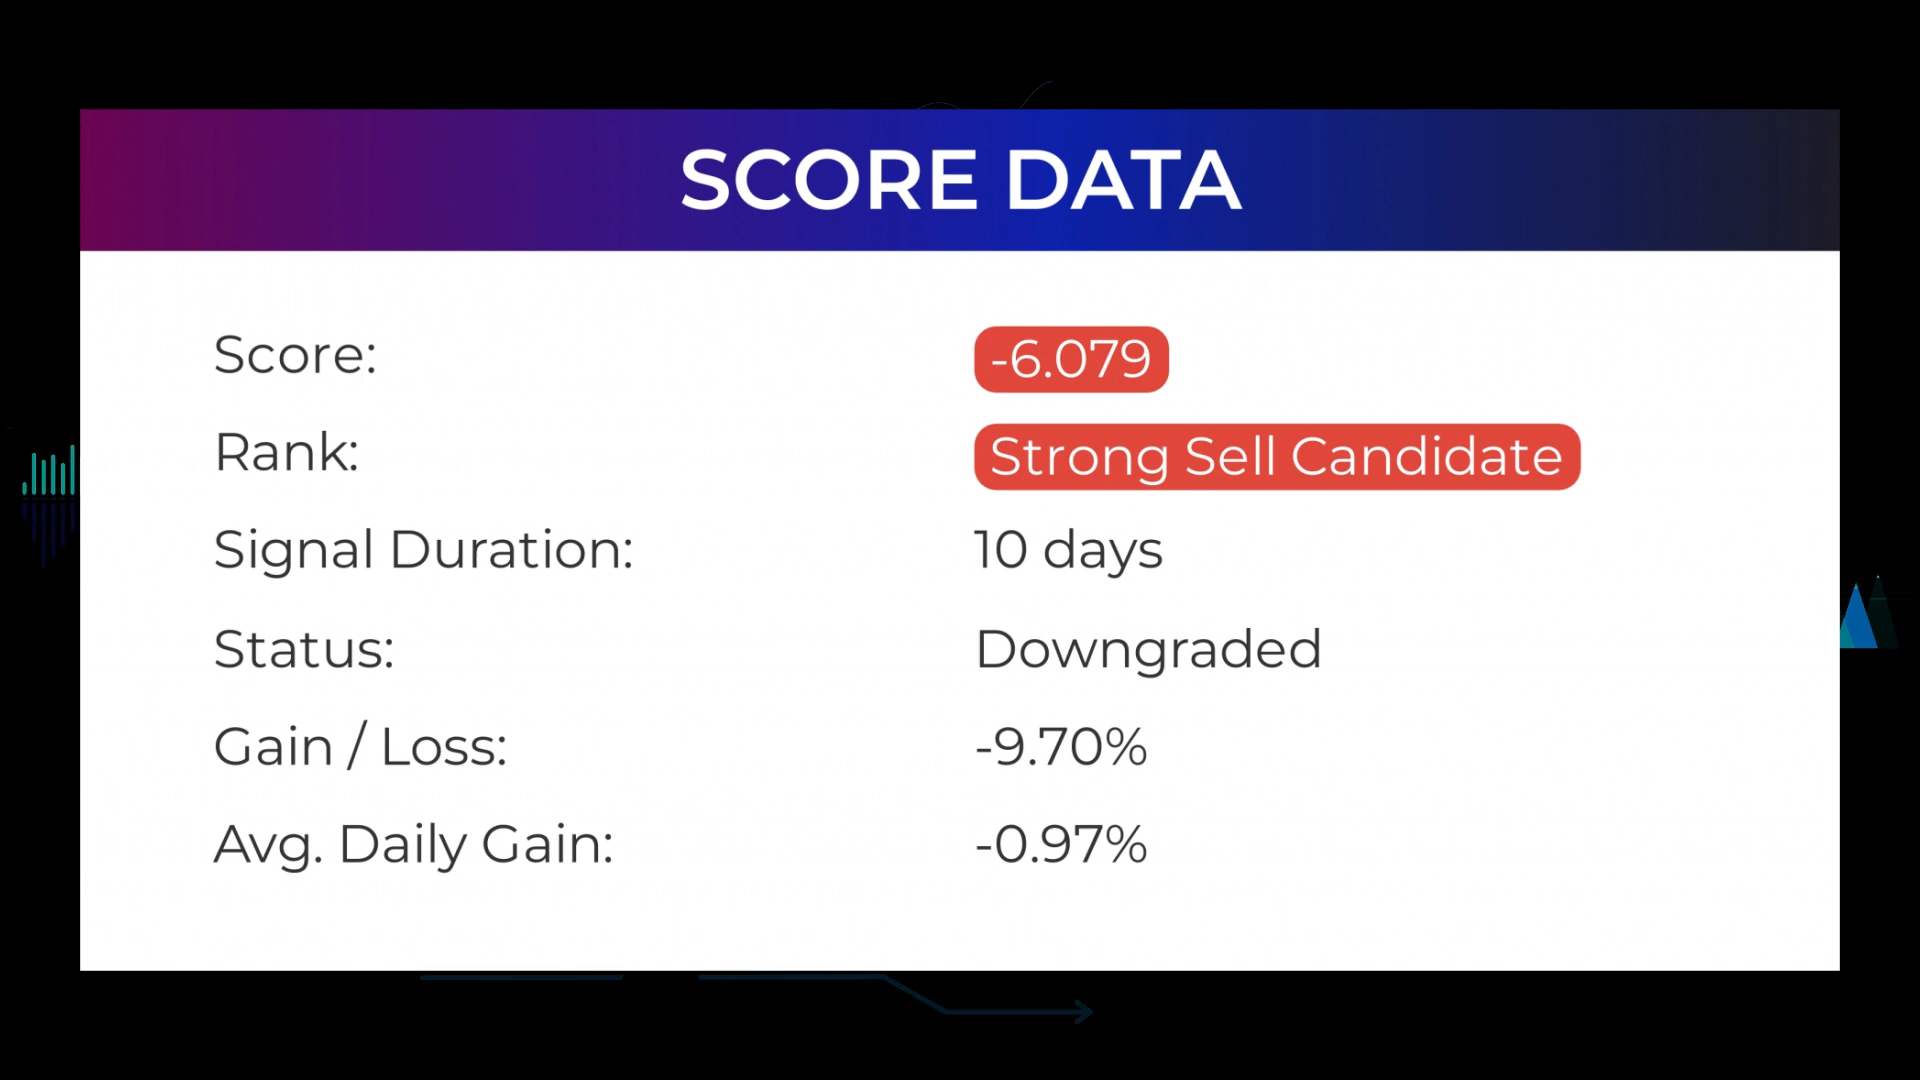 SCORE DATA
Score: -6.079
Rank: Strong Sell Candidate
Signal Duration: 10 days
Status: Downgraded
Gain / Loss: -9.70%
Avg. Daily Gain: -0.97%